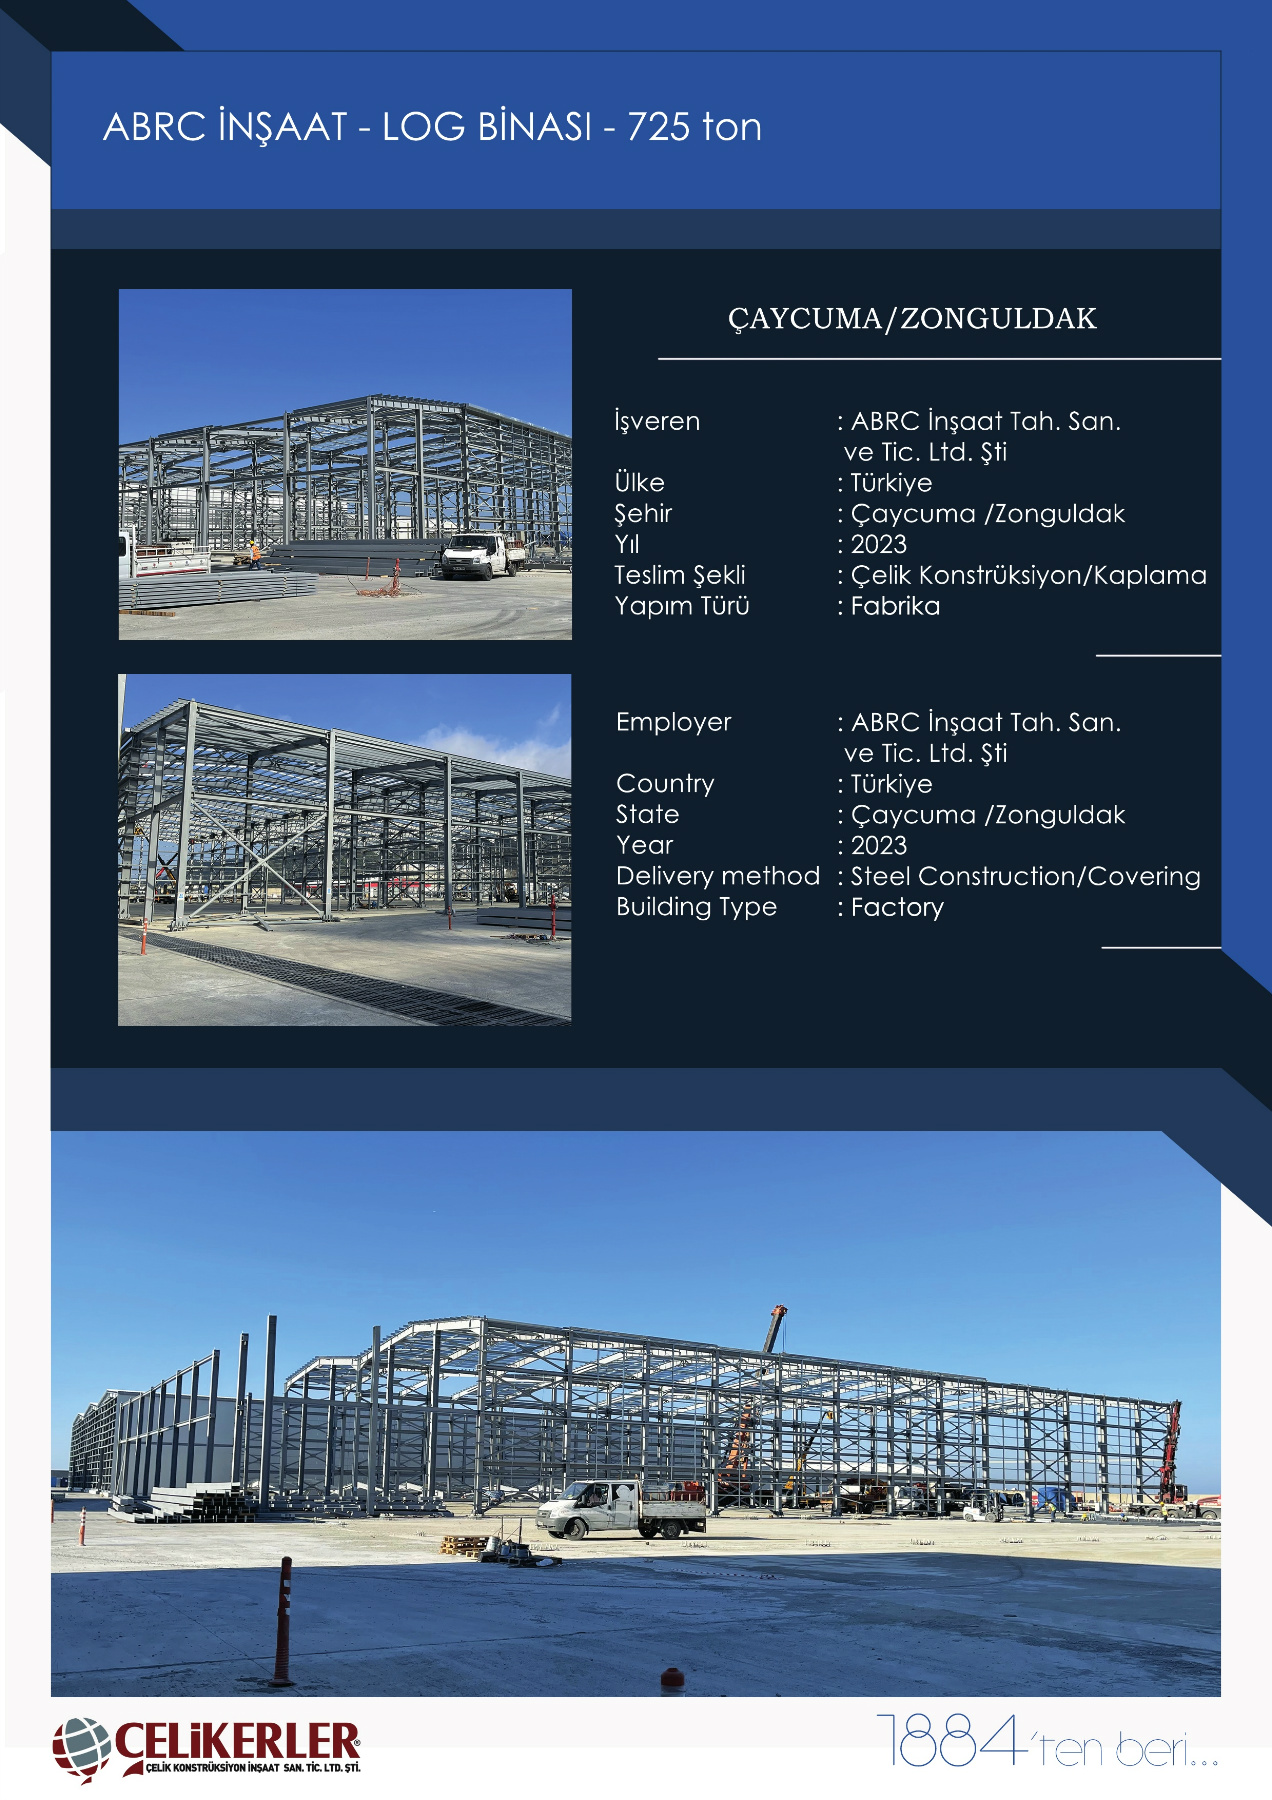 ABRC İNŞAAT - LOG BİNASI - 725 ton
ÇAYCUMA/ZONGULDAK
İşveren : ABRC İnşaat Tah. San.
ve Tic. Ltd. Şti
Ülke : Türkiye
Şehir : Çaycuma /Zonguldak
Yıl : 2023
Teslim Şekli : Çelik Konstrüksiyon/Kaplama
Yapım Türü : Fabrika
Employer : ABRC İnşaat Tah. San.
ve Tic. Ltd. Şti
Country : Türkiye
State : Çaycuma /Zonguldak
Year : 2023
Delivery method : Steel Construction/Covering
Building Type : Factory
ÇELiKERLER®
ÇELİK KONSTRÜKSİYON İNŞAAT SAN. TİC. LTD. ŞTİ.
1884'ten beri...